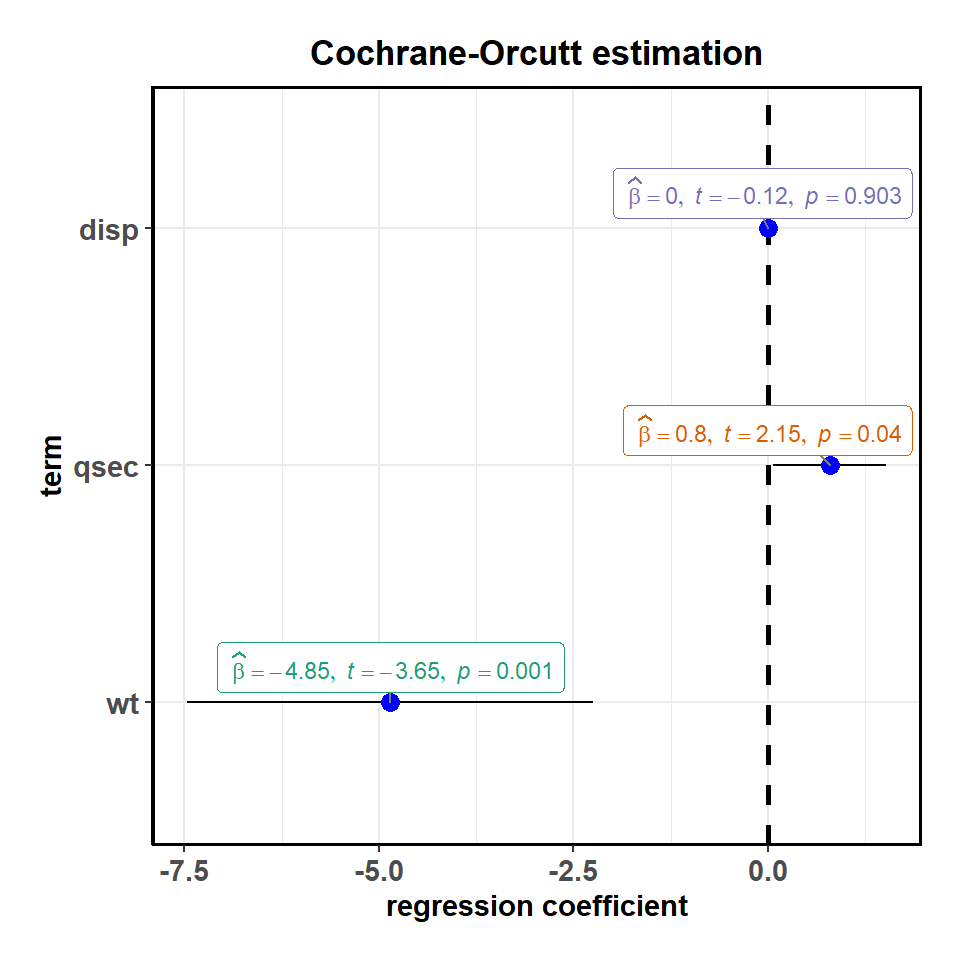 Cochrane-Orcutt estimation
β̂ = 0, t = −0.12, p = 0.903
disp
β̂ = 0.8, t = 2.15, p = 0.04
qsec
term
β̂ = −4.85, t = −3.65, p = 0.001
wt
-7.5 -5.0 -2.5 0.0
regression coefficient